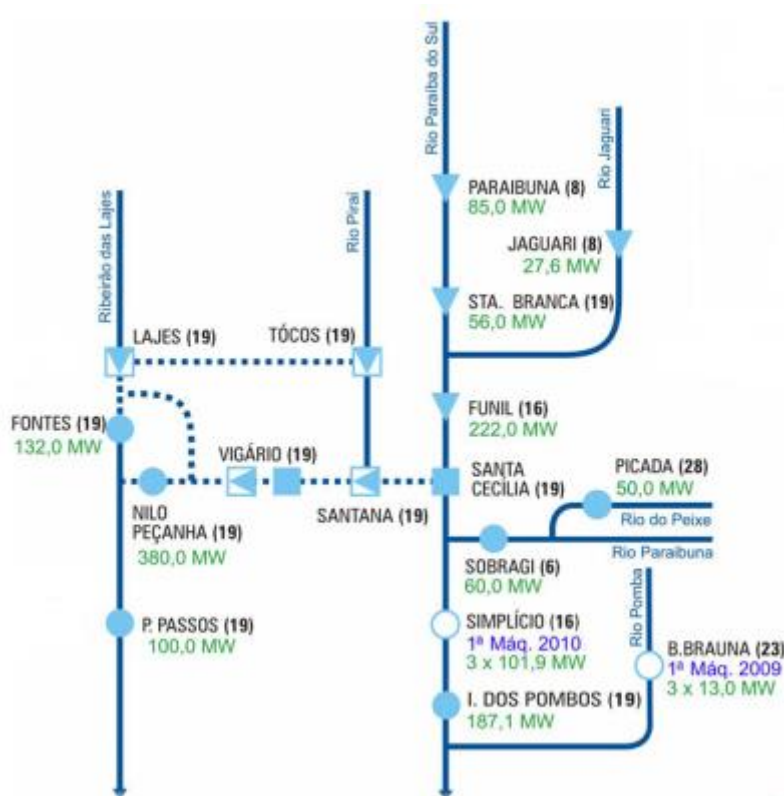 Rio Paraíba do Sul
Rio Jaguari
PARAIBUNA (8)
85,0 MW
JAGUARI (8)
27,6 MW
Ribeirão das Lajes
Rio Piraí
STA. BRANCA (19)
56,0 MW
LAJES (19)
TÓCOS (19)
FONTES (19)
132,0 MW
FUNIL (16)
222,0 MW
VIGÁRIO (19)
SANTANA (19)
SANTA
CECÍLIA (19)
PICADA (28)
50,0 MW
Rio do Peixe
NILO
PEÇANHA (19)
380,0 MW
Rio Paraibuna
SOBRAGI (6)
60,0 MW
Rio Pomba
P. PASSOS (19)
100,0 MW
SIMPLÍCIO (16)
1ª Máq. 2010
3 x 101,9 MW
B.BRAUNA (23)
1ª Máq. 2009
3 x 13,0 MW
I. DOS POMBOS (19)
187,1 MW